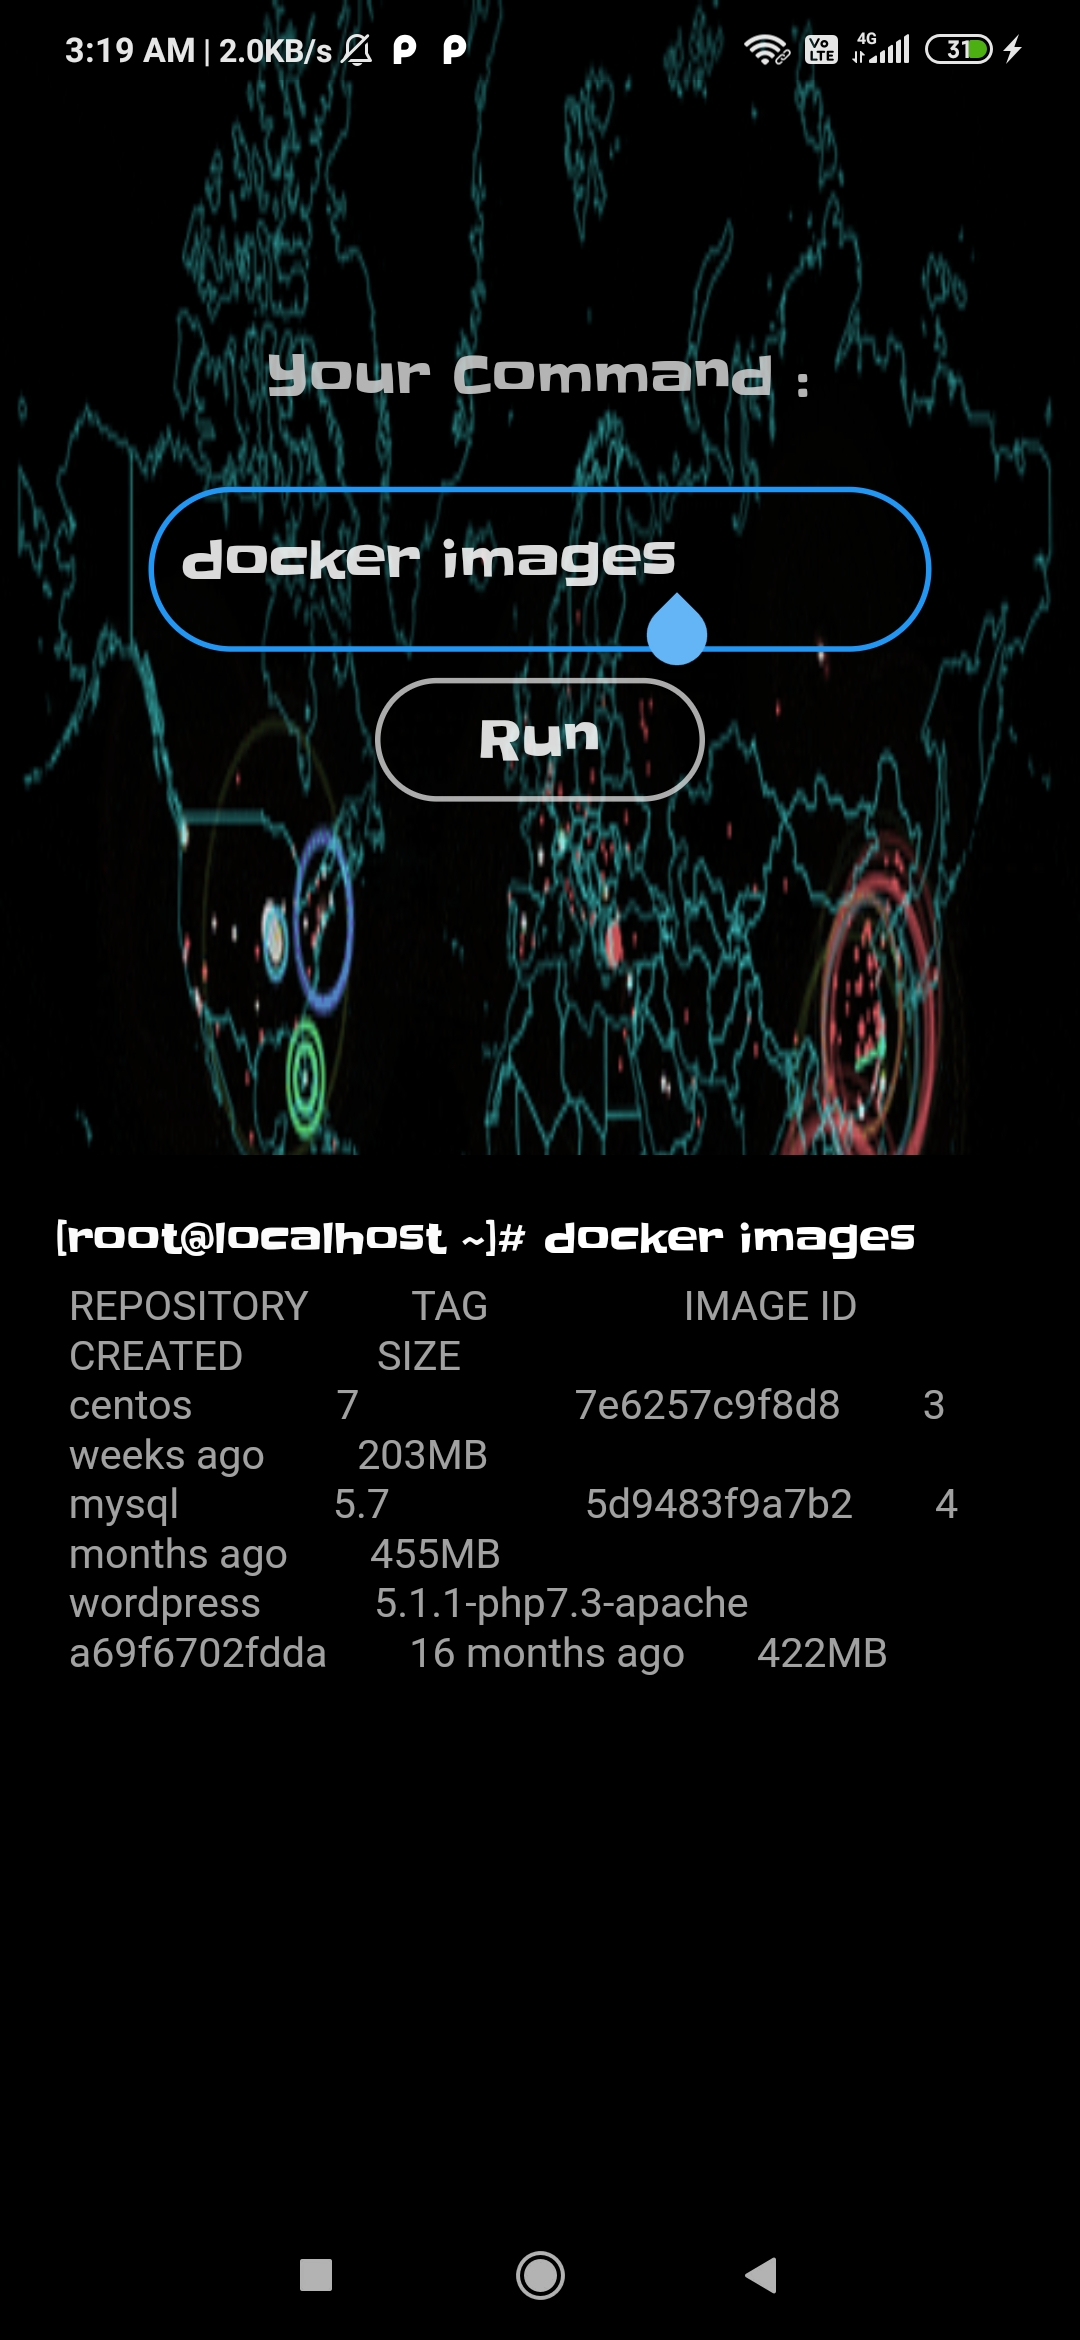 3:19 AM | 2.0KB/s
Vo LTE 4G 31
Your Command :
docker images
Run
[root@localhost ~]# docker images
REPOSITORY TAG IMAGE ID
CREATED SIZE
centos 7 7e6257c9f8d8 3
weeks ago 203MB
mysql 5.7 5d9483f9a7b2 4
months ago 455MB
wordpress 5.1.1-php7.3-apache
a69f6702fdda 16 months ago 422MB